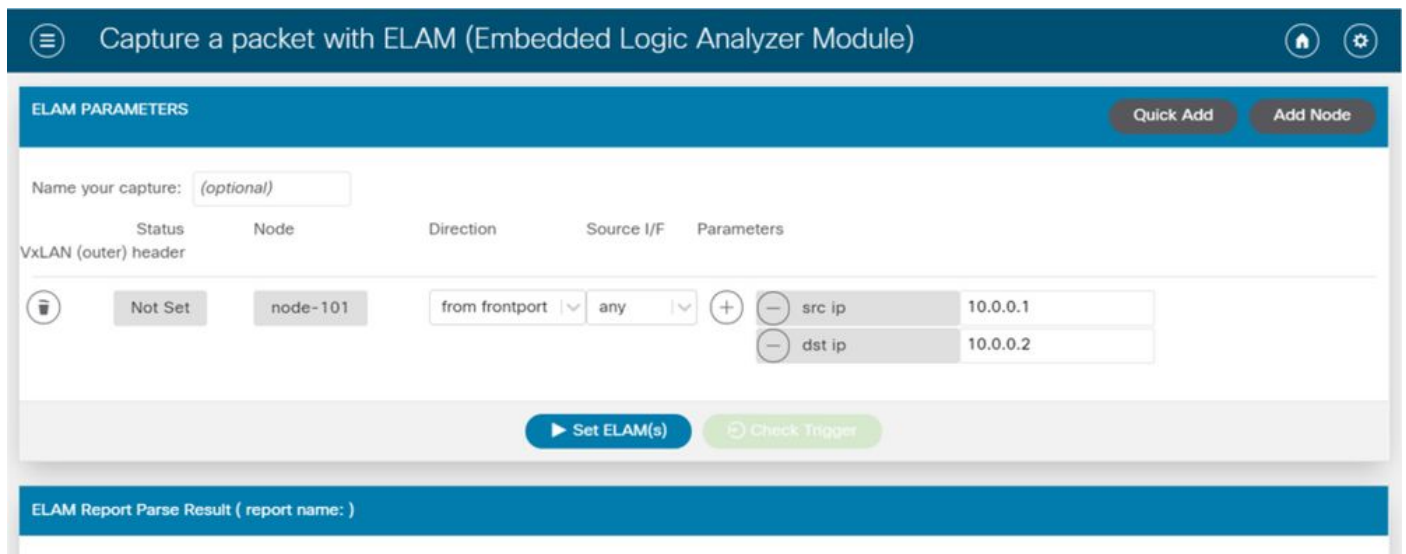 Capture a packet with ELAM (Embedded Logic Analyzer Module)
ELAM PARAMETERS
Quick Add
Add Node
Name your capture: (optional)
Status Node Direction Source I/F Parameters
VxLAN (outer) header
Not Set node-101 from frontport any src ip 10.0.0.1
dst ip 10.0.0.2
Set ELAM(s) Check Trigger
ELAM Report Parse Result ( report name: )